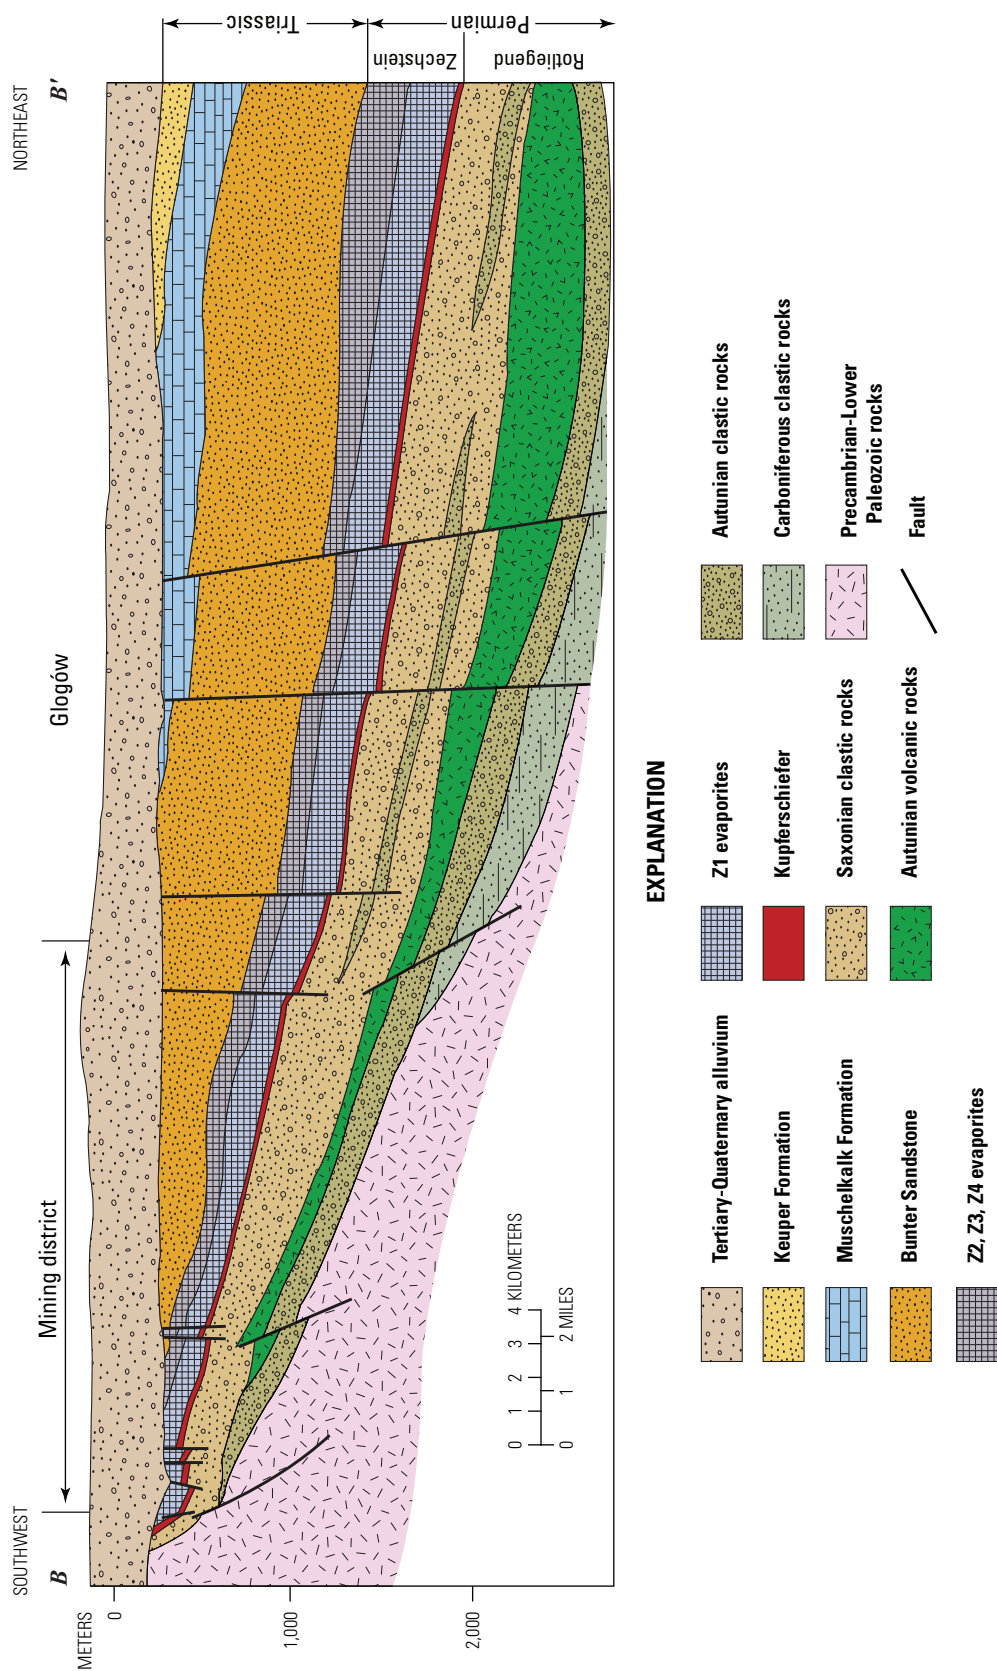 SOUTHWEST
NORTHEAST
B
B′
Mining district
Glogów
METERS
0
1,000
2,000
Triassic
Permian
Zechstein
Rotliegend
0 1 2 3 4 KILOMETERS
0 1 2 MILES
EXPLANATION
Tertiary-Quaternary alluvium
Keuper Formation
Muschelkalk Formation
Bunter Sandstone
Z2, Z3, Z4 evaporites
Z1 evaporites
Kupferschiefer
Saxonian clastic rocks
Autunian volcanic rocks
Autunian clastic rocks
Carboniferous clastic rocks
Precambrian-Lower
Paleozoic rocks
Fault